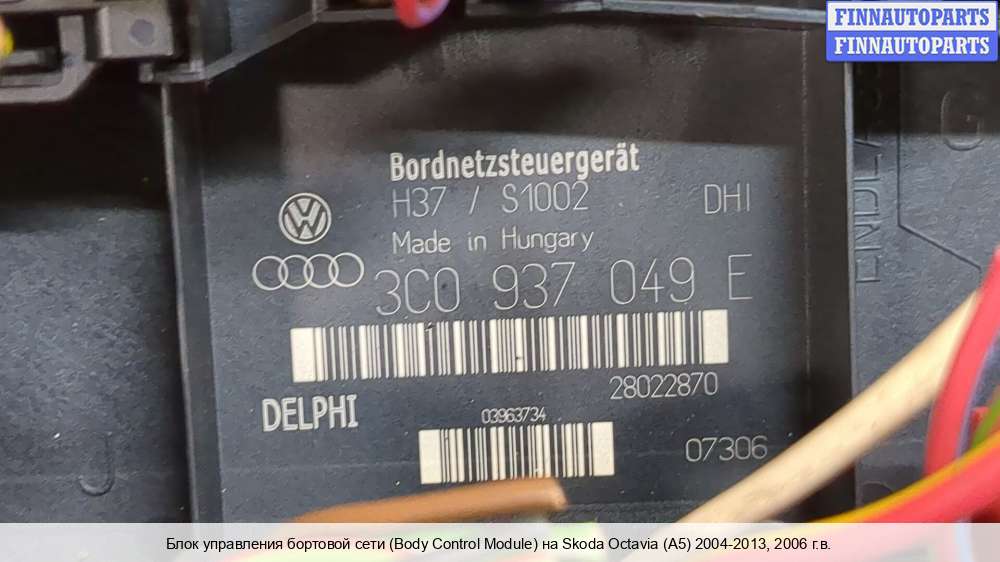 FINNAUTOPARTS
FINNAUTOPARTS
Bordnetzsteuergerät
H37 / S1002 DHI
Made in Hungary
3C0 937 049 E
28022870
DELPHI
03963734
07306
G
J
Блок управления бортовой сети (Body Control Module) на Skoda Octavia (A5) 2004-2013, 2006 г.в.